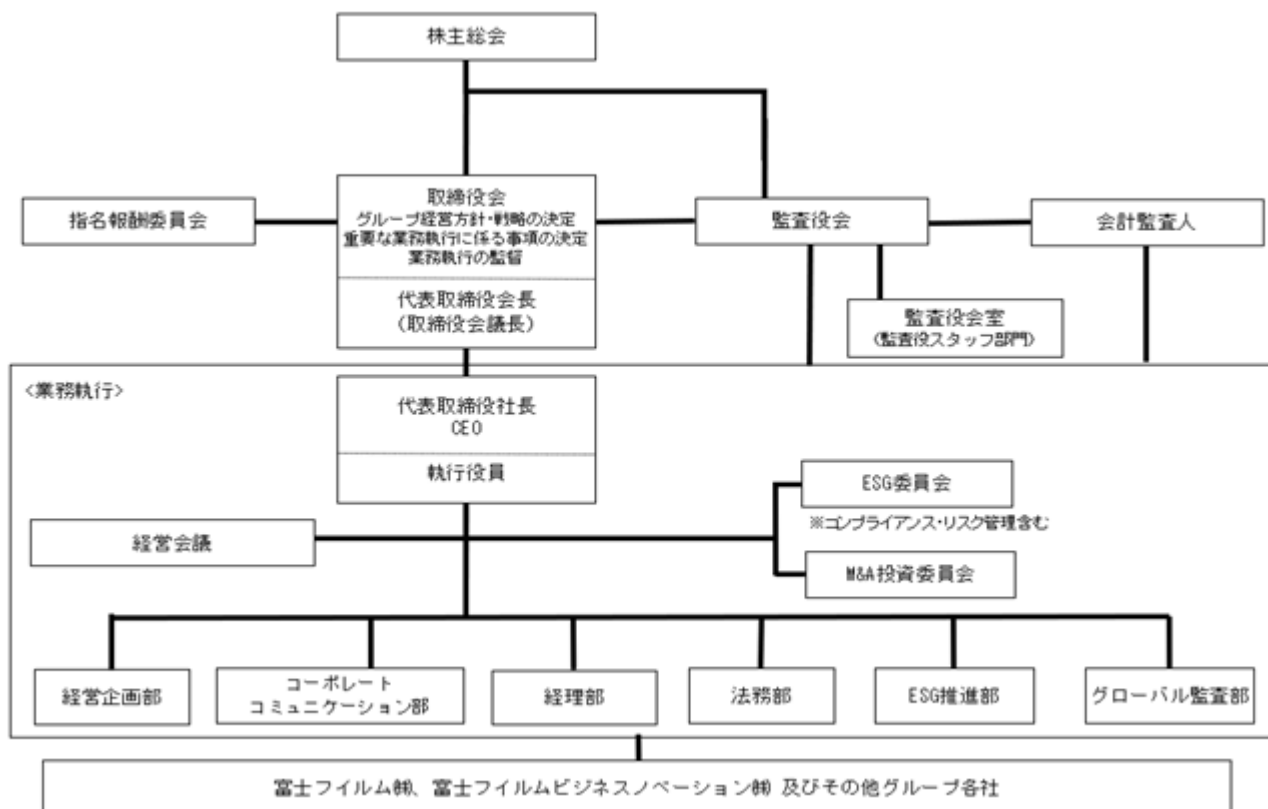 株主総会
指名報酬委員会
取締役会
グループ経営方針・戦略の決定
重要な業務執行に係る事項の決定
業務執行の監督
代表取締役会長
(取締役会議長)
監査役会
会計監査人
監査役会室
(監査役スタッフ部門)
<業務執行>
代表取締役社長
CEO
執行役員
経営会議
ESG委員会
※コンプライアンス・リスク管理含む
M&A投資委員会
経営企画部
コーポレート
コミュニケーション部
経理部
法務部
ESG推進部
グローバル監査部
富士フイルム㈱、富士フイルムビジネスノベーション㈱ 及びその他グループ各社